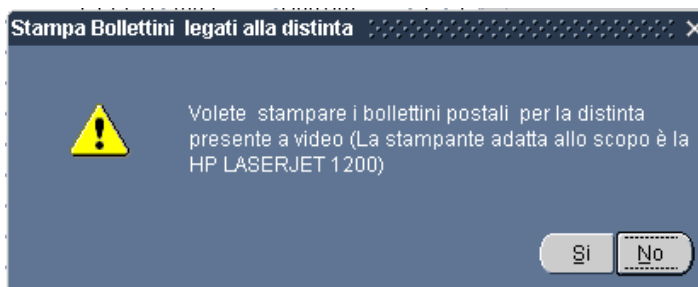 Stampa Bollettini legati alla distinta
Volete stampare i bollettini postali per la distinta
presente a video (La stampante adatta allo scopo è la
HP LASERJET 1200)
Si No